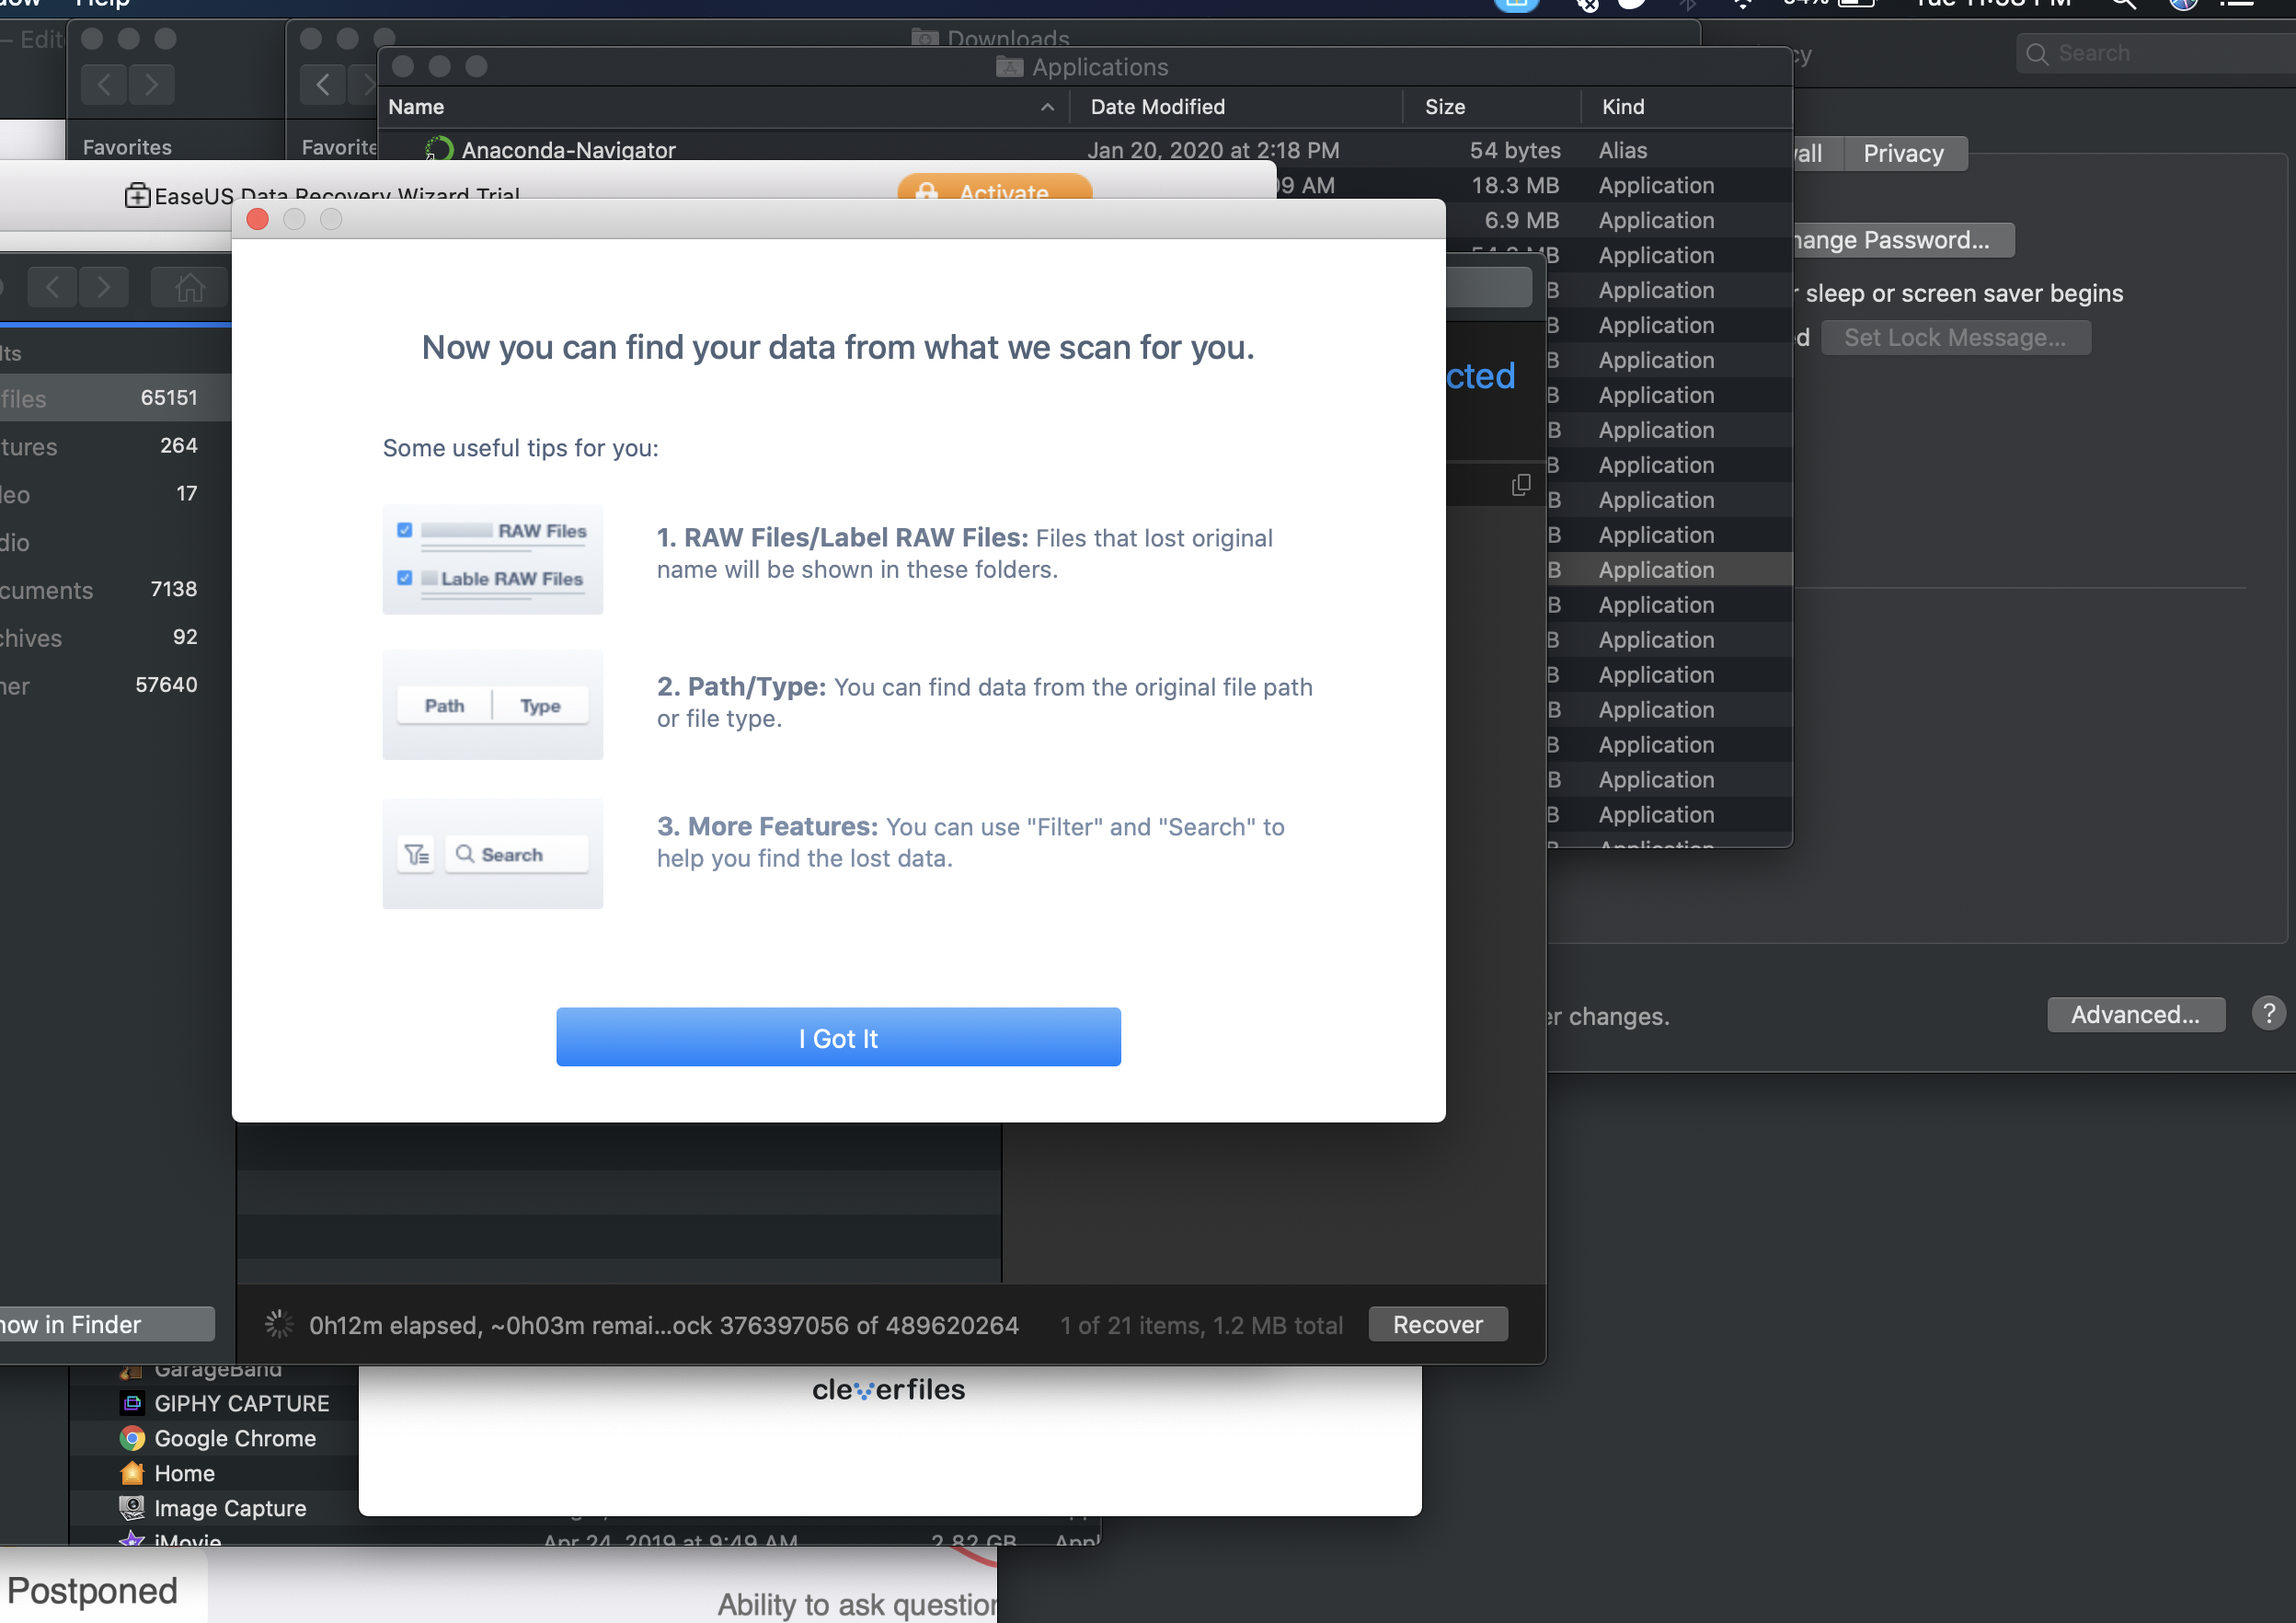 Help
Edit
Downloads
Applications
Search
Name
Date Modified
Size
Kind
Favorites
Favorite
Anaconda-Navigator
Jan 20, 2020 at 2:18 PM
54 bytes
Alias
Privacy
EaseUS Data Recovery Wizard Trial
Activate
9 AM
18.3 MB
Application
6.9 MB
Application
Application
hange Password...
B
Application
sleep or screen saver begins
B
Application
Set Lock Message...
B
Application
B
Application
B
Application
B
Application
B
Application
B
Application
B
Application
B
Application
B
Application
B
Application
B
Application
B
Application
B
Application
B
Application
Now you can find your data from what we scan for you.
cted
Some useful tips for you:
RAW Files
Lable RAW Files
1. RAW Files/Label RAW Files: Files that lost original
name will be shown in these folders.
Path
Type
2. Path/Type: You can find data from the original file path
or file type.
Search
3. More Features: You can use "Filter" and "Search" to
help you find the lost data.
I Got It
lts
files
65151
tures
264
eo
17
dio
cuments
7138
chives
92
her
57640
er changes.
Advanced...
?
how in Finder
0h12m elapsed, ~0h03m remai...ock 376397056 of 489620264
1 of 21 items, 1.2 MB total
Recover
GarageBand
GIPHY CAPTURE
Google Chrome
Home
Image Capture
iMovie
Apr 24, 2019 at 9:49 AM
2.82 GB
Appl
cleverfiles
Postponed
Ability to ask question